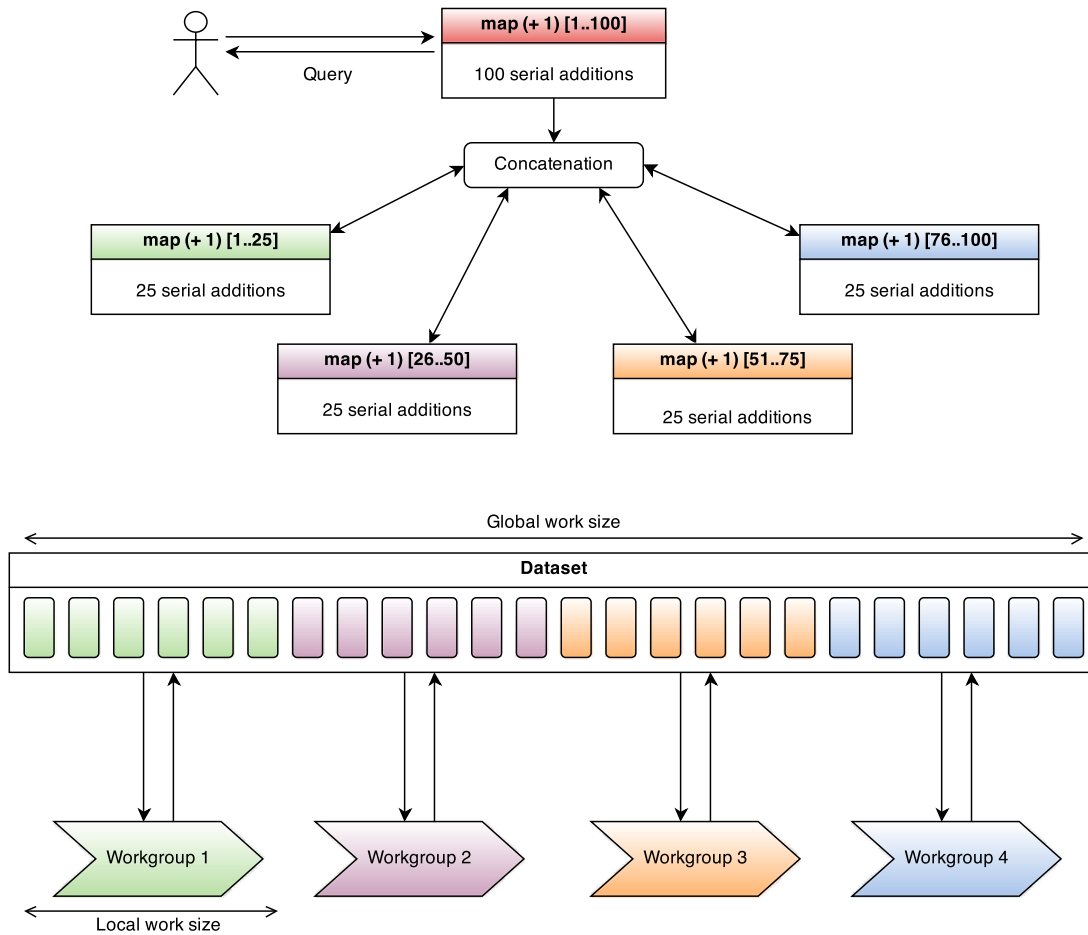 map (+ 1) [1..100]
Query
100 serial additions
Concatenation
map (+ 1) [1..25]
25 serial additions
map (+ 1) [76..100]
25 serial additions
map (+ 1) [26..50]
25 serial additions
map (+ 1) [51..75]
25 serial additions
Global work size
Dataset
Workgroup 1
Workgroup 2
Workgroup 3
Workgroup 4
Local work size